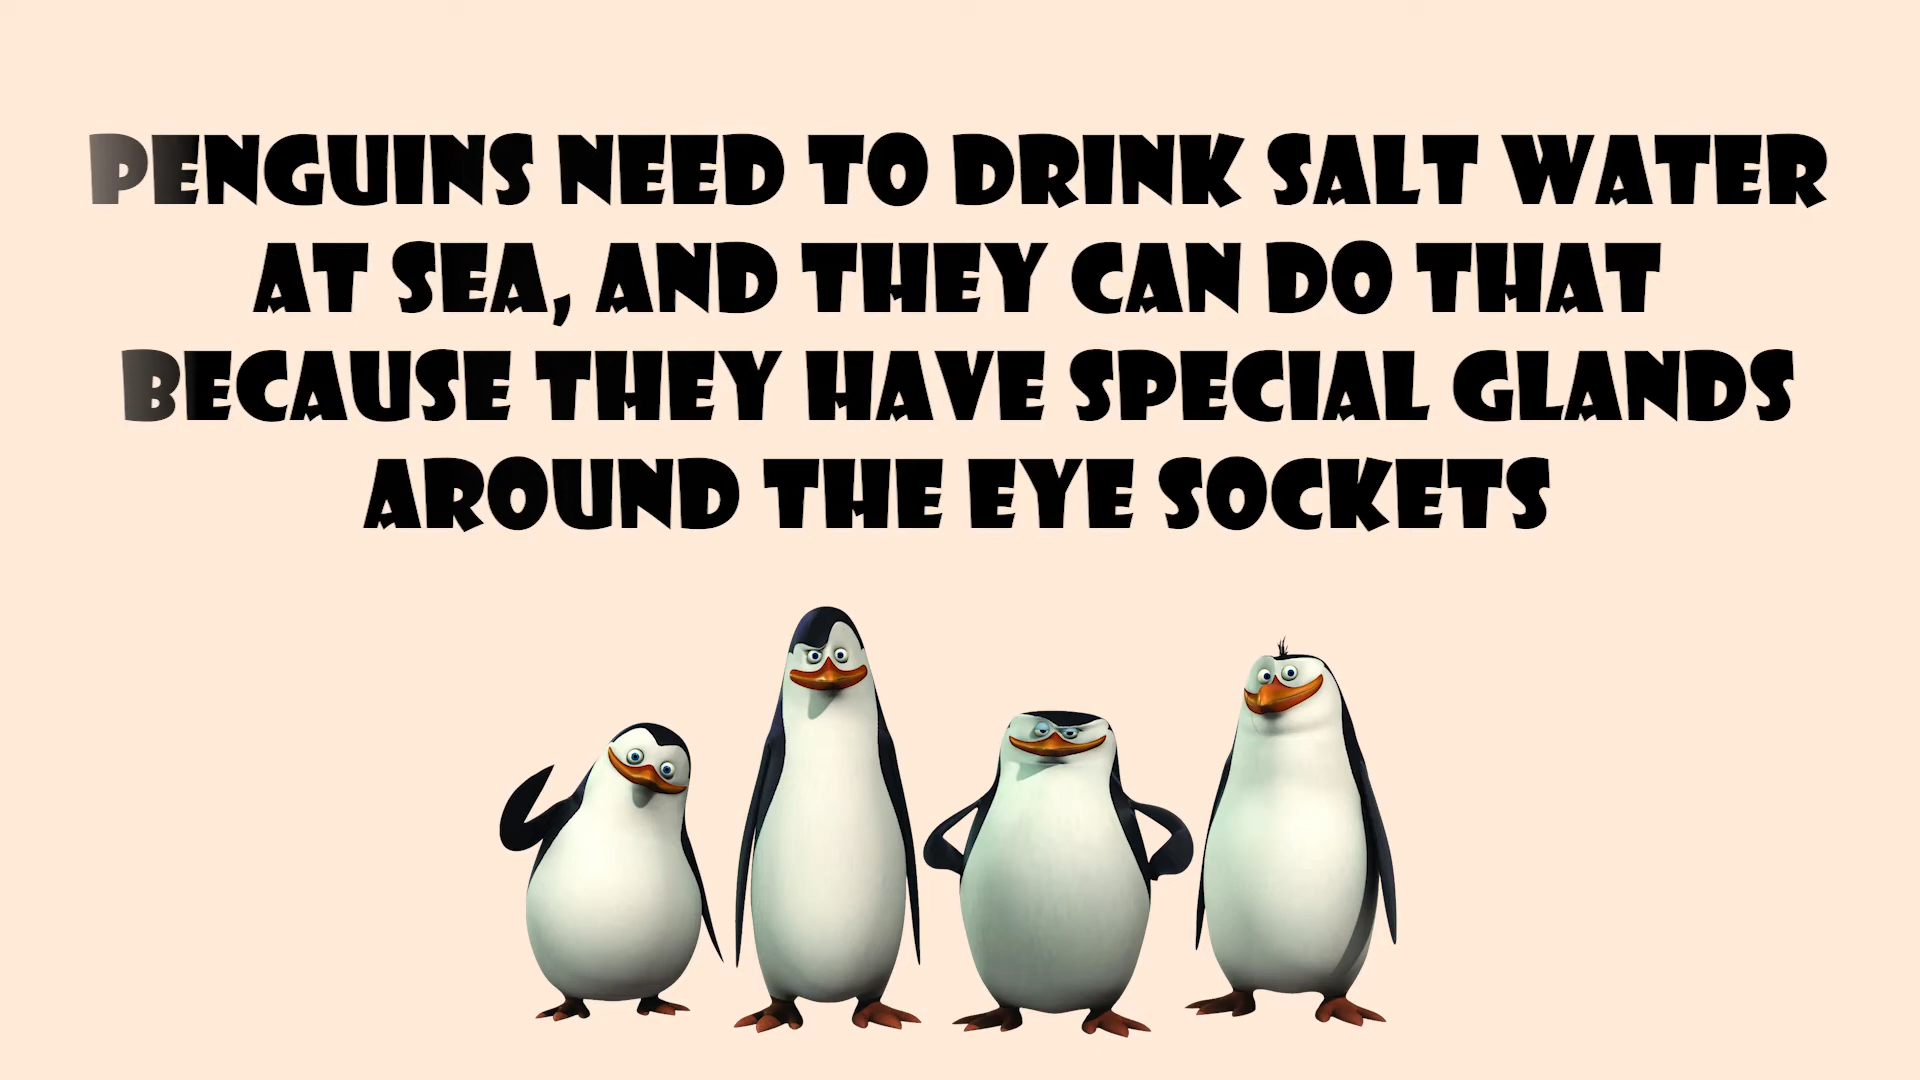 PENGUINS NEED TO DRINK SALT WATER
AT SEA, AND THEY CAN DO THAT
BECAUSE THEY HAVE SPECIAL GLANDS
AROUND THE EYE SOCKETS